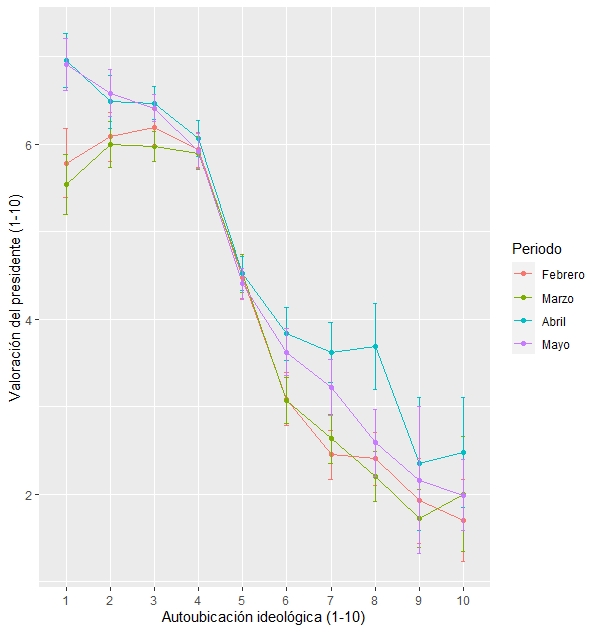 Valoración del presidente (1-10)
6
4
2
1 2 3 4 5 6 7 8 9 10
Autoubicación ideológica (1-10)
Periodo
Febrero
Marzo
Abril
Mayo